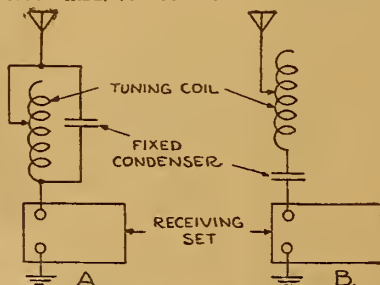 TUNING COIL
FIXED
CONDENSER
RECEIVING
SET
A
B.